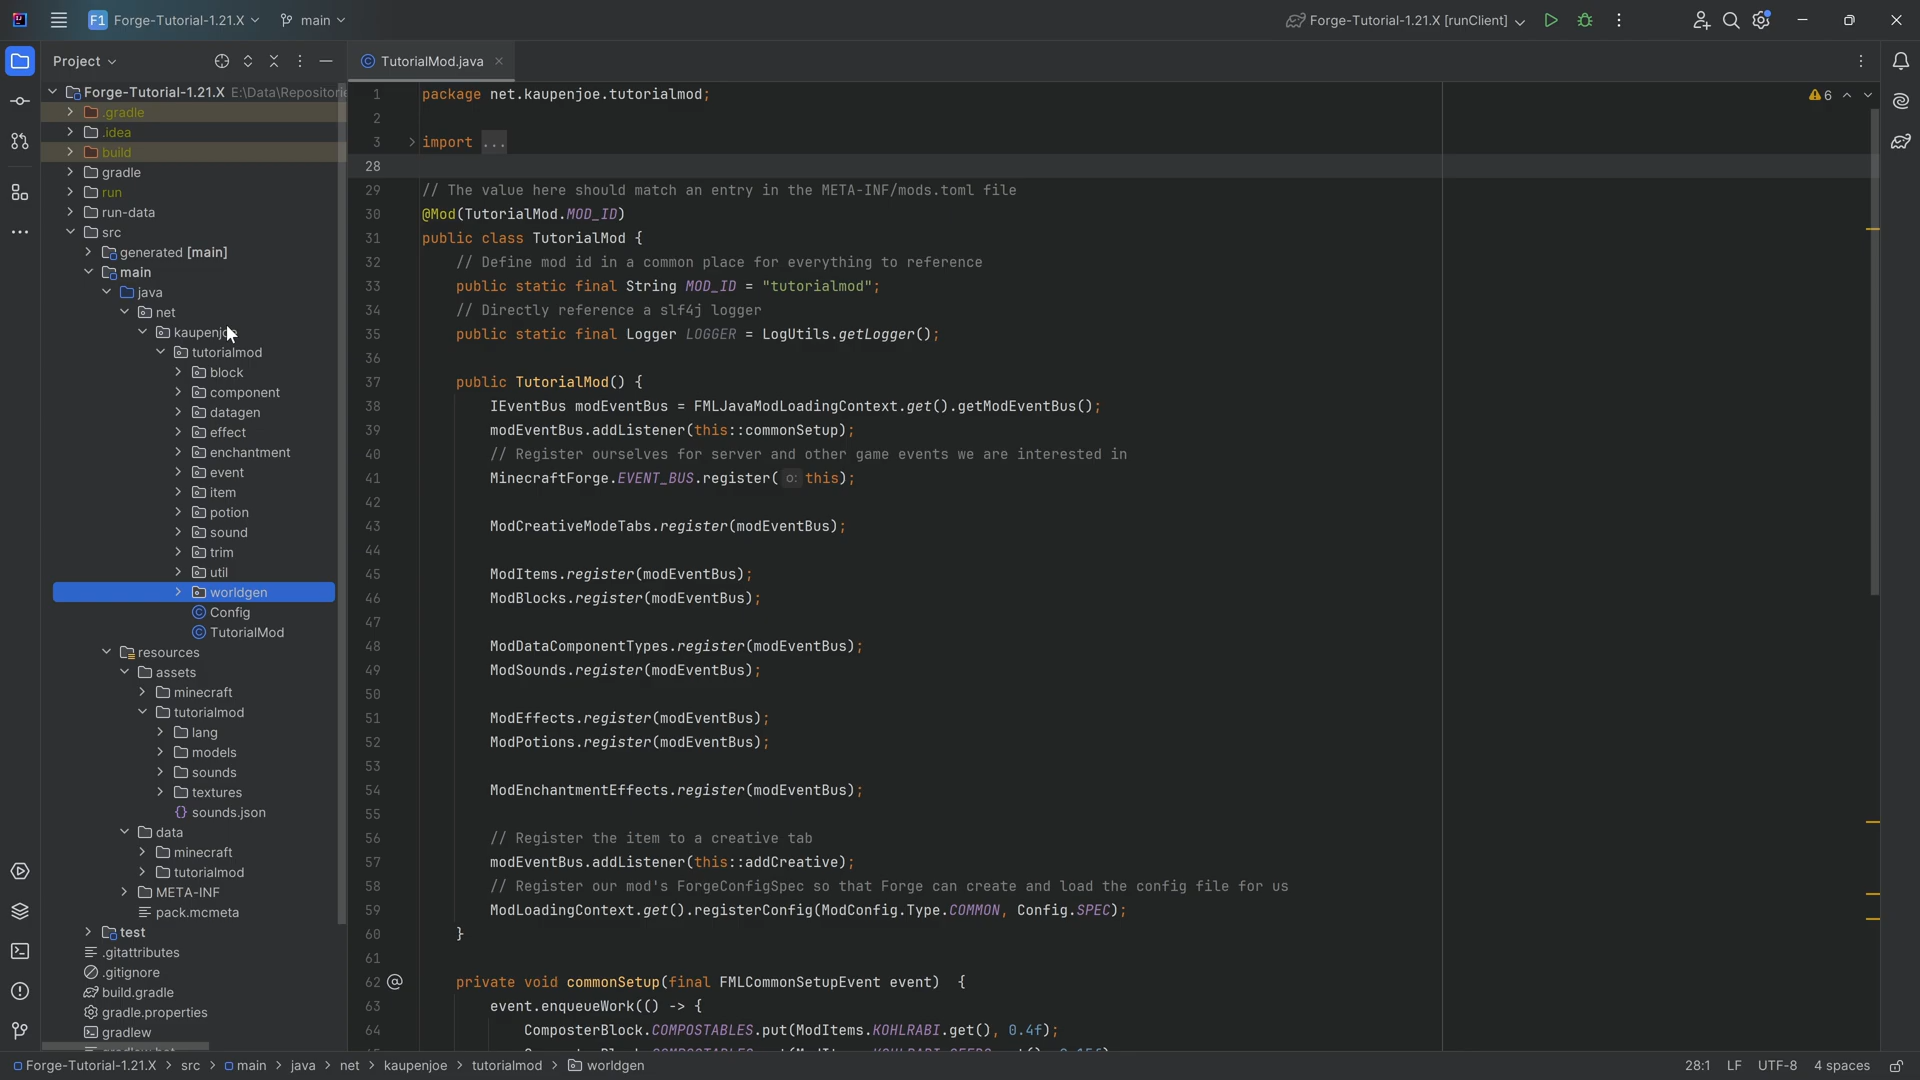 F1 Forge-Tutorial-1.21.X main Forge-Tutorial-1.21.X [runClient]
Project
TutorialMod.java
Forge-Tutorial-1.21.X E:\Data\Repositorie
.gradle
.idea
build
gradle
run
run-data
src
generated [main]
main
java
net
kaupenjoe
tutorialmod
block
component
datagen
effect
enchantment
event
item
potion
sound
trim
util
worldgen
Config
TutorialMod
resources
assets
minecraft
tutorialmod
lang
models
sounds
textures
{} sounds.json
data
minecraft
tutorialmod
META-INF
pack.mcmeta
test
.gitattributes
.gitignore
build.gradle
gradle.properties
gradlew
6
1 package net.kaupenjoe.tutorialmod;
2
3 import ...
28
29 // The value here should match an entry in the META-INF/mods.toml file
30 @Mod(TutorialMod.MOD_ID)
31 public class TutorialMod {
32 // Define mod id in a common place for everything to reference
33 public static final String MOD_ID = "tutorialmod";
34 // Directly reference a slf4j logger
35 public static final Logger LOGGER = LogUtils.getLogger();
36
37 public TutorialMod() {
38 IEventBus modEventBus = FMLJavaModLoadingContext.get().getModEventBus();
39 modEventBus.addListener(this::commonSetup);
40 // Register ourselves for server and other game events we are interested in
41 MinecraftForge.EVENT_BUS.register( o: this);
42
43 ModCreativeModeTabs.register(modEventBus);
44
45 ModItems.register(modEventBus);
46 ModBlocks.register(modEventBus);
47
48 ModDataComponentTypes.register(modEventBus);
49 ModSounds.register(modEventBus);
50
51 ModEffects.register(modEventBus);
52 ModPotions.register(modEventBus);
53
54 ModEnchantmentEffects.register(modEventBus);
55
56 // Register the item to a creative tab
57 modEventBus.addListener(this::addCreative);
58 // Register our mod's ForgeConfigSpec so that Forge can create and load the config file for us
59 ModLoadingContext.get().registerConfig(ModConfig.Type.COMMON, Config.SPEC);
60 }
61
62 private void commonSetup(final FMLCommonSetupEvent event) {
63 event.enqueueWork(() -> {
64 ComposterBlock.COMPOSTABLES.put(ModItems.KOHLRABI.get(), 0.4f);
Forge-Tutorial-1.21.X > src > main > java > net > kaupenjoe > tutorialmod > worldgen 28:1 LF UTF-8 4 spaces